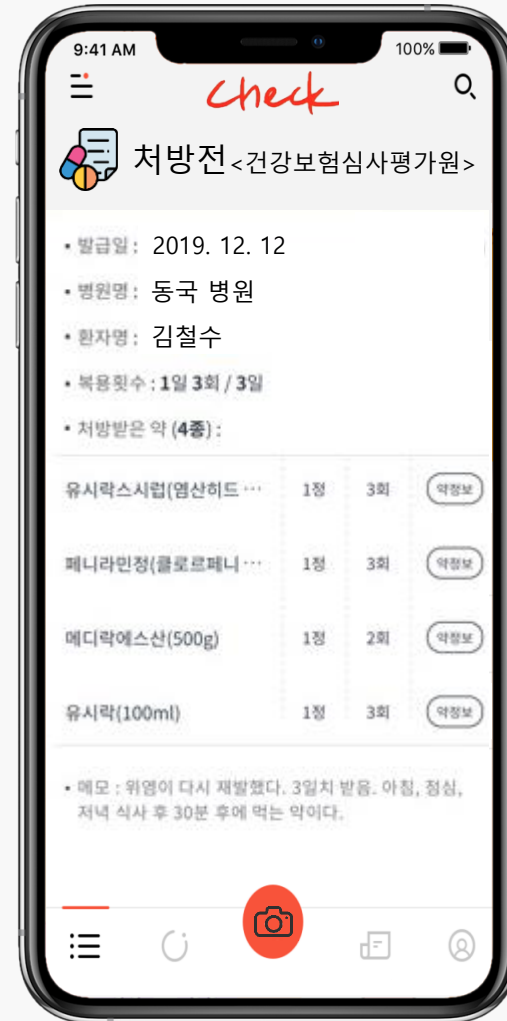 9:41 AM 100%
check
처방전<건강보험심사평가원>
• 발급일 : 2019. 12. 12
• 병원명 : 동국 병원
• 환자명 : 김철수
• 복용횟수 : 1일 3회 / 3일
• 처방받은 약 (4종) :
유시락스시럽(염산히드 … 1정 3회 약정보
페니라민정(클로르페니 … 1정 3회 약정보
메디락에스산(500g) 1정 2회 약정보
유시락(100ml) 1정 3회 약정보
• 메모 : 위염이 다시 재발했다. 3일치 받음. 아침, 점심,
저녁 식사 후 30분 후에 먹는 약이다.